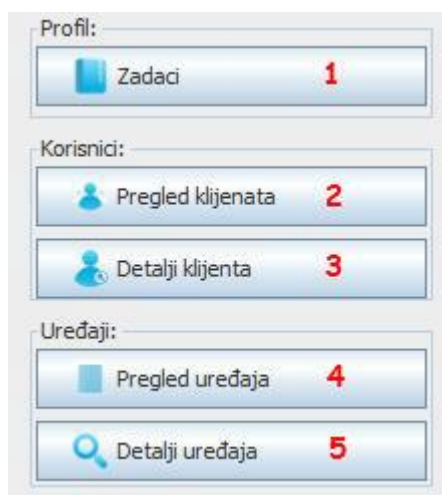 Profil:
Zadaci 1
Korisnici:
Pregled klijenata 2
Detalji klijenta 3
Uređaji:
Pregled uređaja 4
Detalji uređaja 5